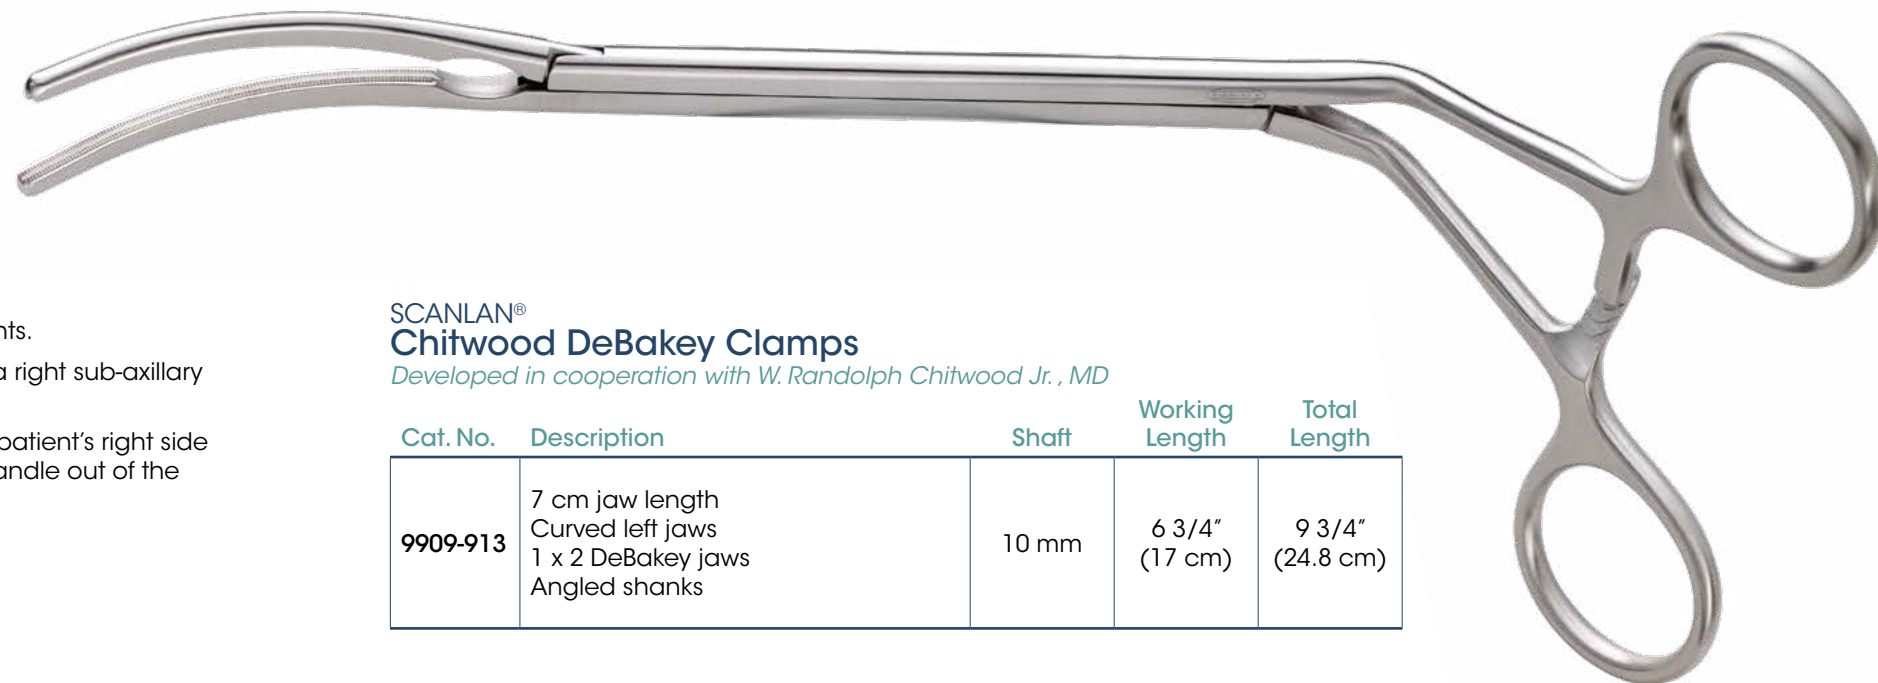 nts.
a right sub-axillary
patient's right side
andle out of the
SCANLAN®
Chitwood DeBakey Clamps
Developed in cooperation with W. Randolph Chitwood Jr. , MD
Cat. No. Description Shaft Working Length Total Length
9909-913
7 cm jaw length
Curved left jaws
1 x 2 DeBakey jaws
Angled shanks
10 mm
6 3/4"
(17 cm)
9 3/4"
(24.8 cm)